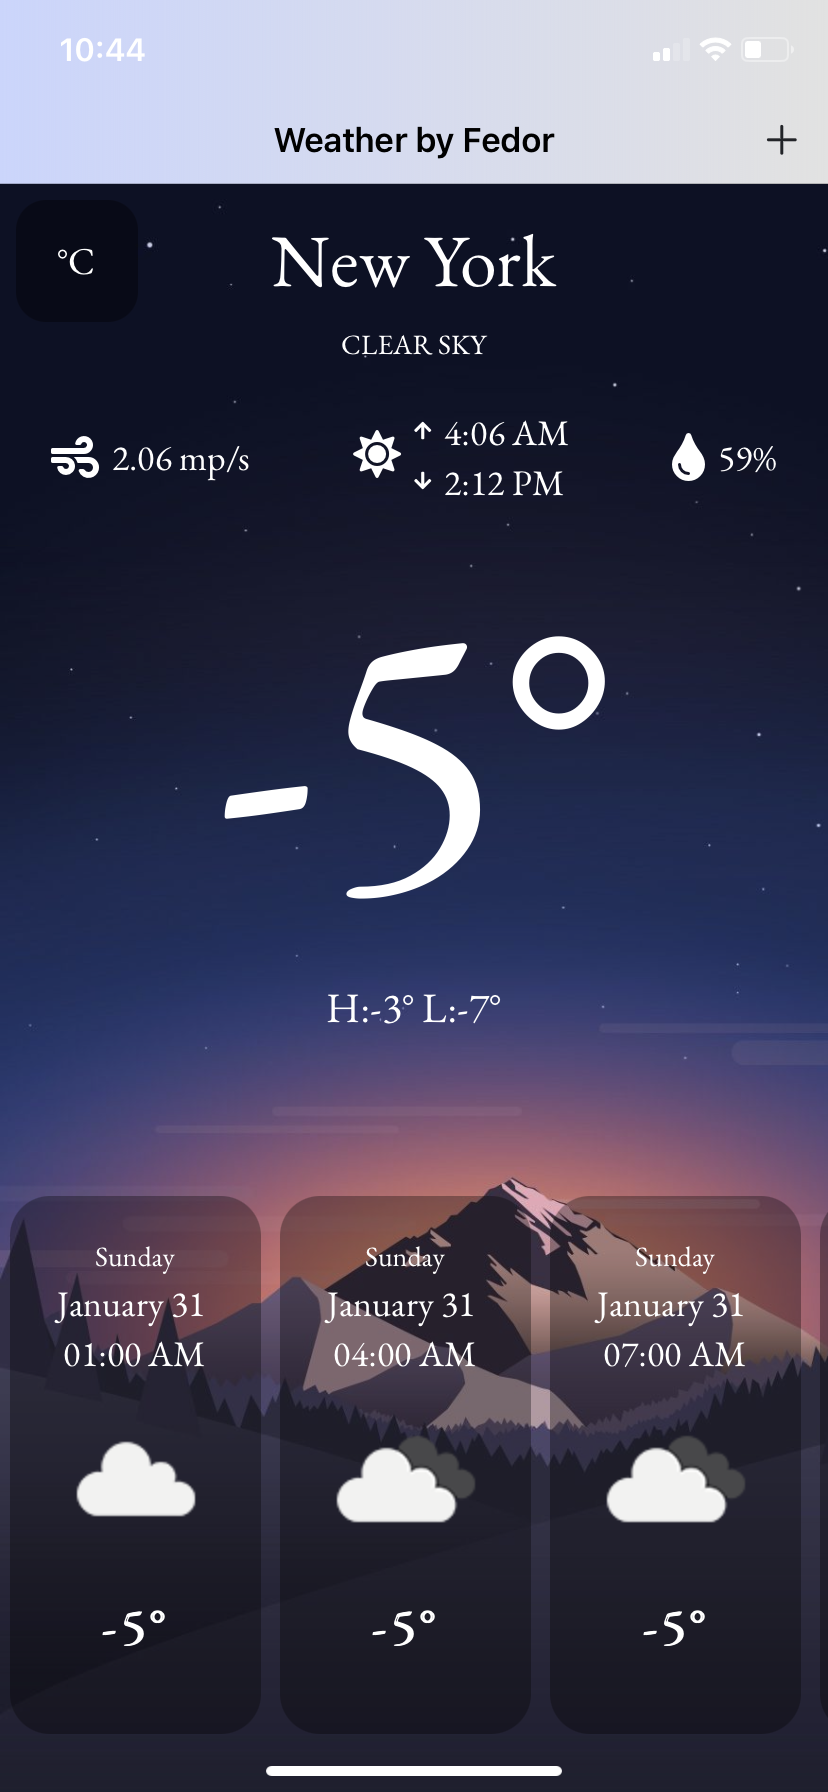 10:44
Weather by Fedor
+
°C
New York
CLEAR SKY
2.06 mp/s
↑ 4:06 AM
↓ 2:12 PM
59%
-5°
H:-3° L:-7°
Sunday
January 31
01:00 AM
-5°
Sunday
January 31
04:00 AM
-5°
Sunday
January 31
07:00 AM
-5°